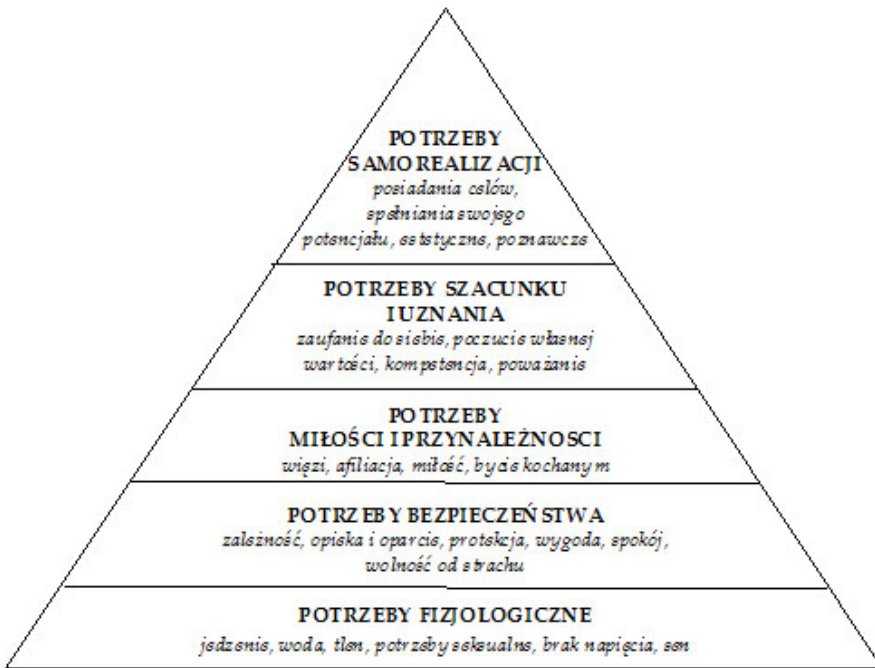 POTRZEBY
SAMOREALIZACJI
posiadania celów,
spełniania swojego
potencjału, estetyczne, poznawcze
POTRZEBY SZACUNKU
I UZNANIA
zaufanie do siebie, poczucie własnej
wartości, kompetencja, poważanie
POTRZEBY
MIŁOŚCI I PRZYNALEŻNOSCI
więzi, afiliacja, miłość, bycie kochanym
POTRZEBY BEZPIECZEŃSTWA
zależność, opieka i oparcie, protekcja, wygoda, spokój,
wolność od strachu
POTRZEBY FIZJOLOGICZNE
jedzenie, woda, tlen, potrzeby seksualne, brak napięcia, sen